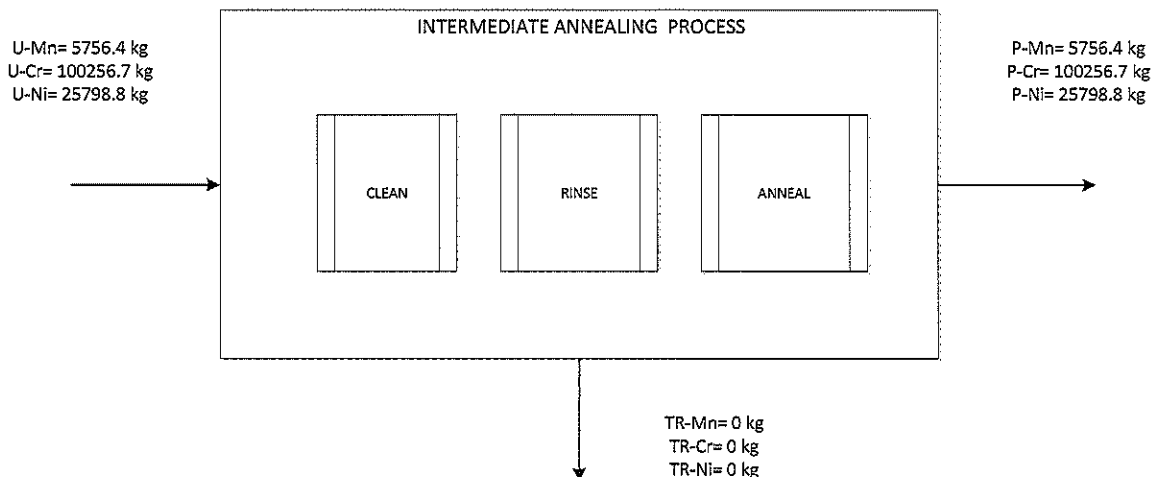 INTERMEDIATE ANNEALING PROCESS
U-Mn= 5756.4 kg
U-Cr= 100256.7 kg
U-Ni= 25798.8 kg
P-Mn= 5756.4 kg
P-Cr= 100256.7 kg
P-Ni= 25798.8 kg
CLEAN
RINSE
ANNEAL
TR-Mn= 0 kg
TR-Cr= 0 kg
TR-Ni= 0 kg